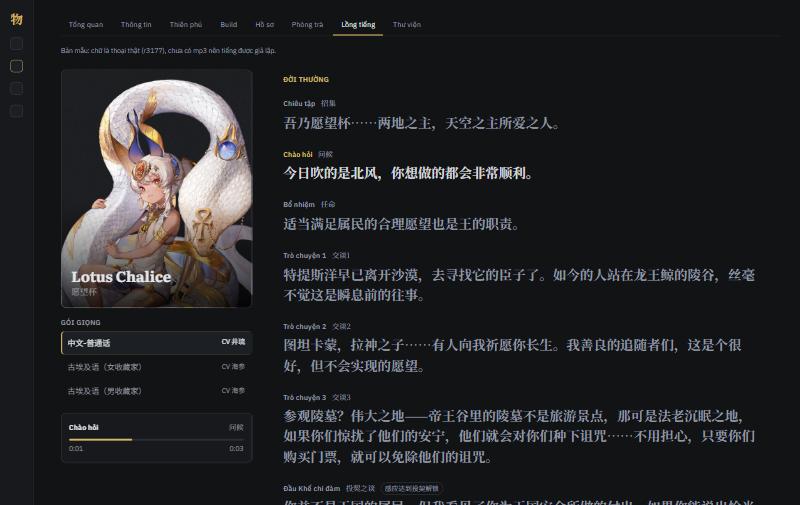 物
Tổng quan Thông tin Thiên phú Build Hồ sơ Phòng trà Lồng tiếng Thư viện
Bản mẫu: chữ là thoại thật (r3177), chưa có mp3 nên tiếng được giả lập.
Lotus Chalice
愿望杯
GÓI GIỌNG
中文-普通话 CV 井琉
古埃及语（女收藏家） CV 海参
古埃及语（男收藏家） CV 海参
Chào hỏi 问候
0:01 0:03
ĐỜI THƯỜNG
Chiêu tập 招集
吾乃愿望杯……两地之主，天空之主所爱之人。
Chào hỏi 问候
今日吹的是北风，你想做的都会非常顺利。
Bổ nhiệm 任命
适当满足属民的合理愿望也是王的职责。
Trò chuyện 1 交谈1
特提斯洋早已离开沙漠，去寻找它的臣子了。如今的人站在龙王鲸的陵谷，丝毫
不觉这是瞬息前的往事。
Trò chuyện 2 交谈2
图坦卡蒙，拉神之子……有人向我祈愿你长生。我善良的追随者们，这是个很
好，但不会实现的愿望。
Trò chuyện 3 交谈3
参观陵墓？伟大之地——帝王谷里的陵墓不是旅游景点，那可是法老沉眠之地，
如果你们惊扰了他们的安宁，他们就会对你们种下诅咒……不用担心，只要你们
购买门票，就可以免除他们的诅咒。
Đầu Khế chi đàm 投契之谈 感应达到投契解锁